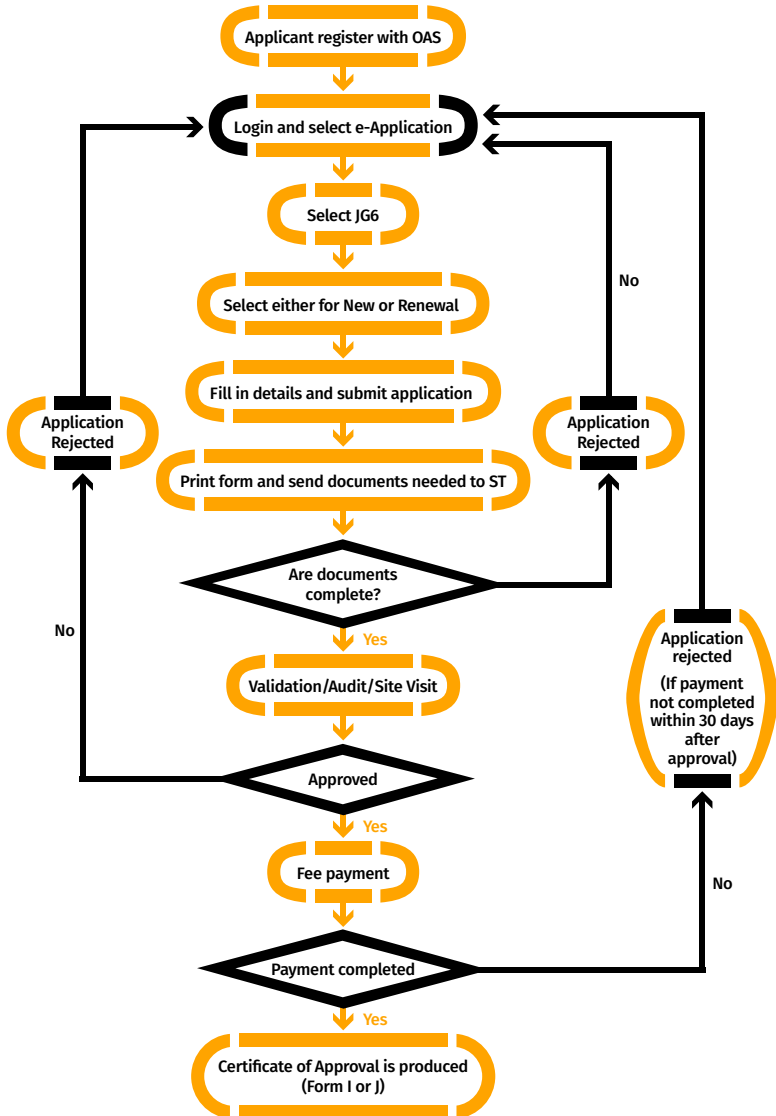 Applicant register with OAS
Login and select e-Application
Select JG6
No
Select either for New or Renewal
Fill in details and submit application
Application
Rejected
Application
Rejected
Print form and send documents needed to ST
Are documents
complete?
No
Yes
Application
rejected
(If payment
not completed
within 30 days
after
approval)
Validation/Audit/Site Visit
Approved
Yes
Fee payment
No
Payment completed
Yes
Certificate of Approval is produced
(Form I or J)